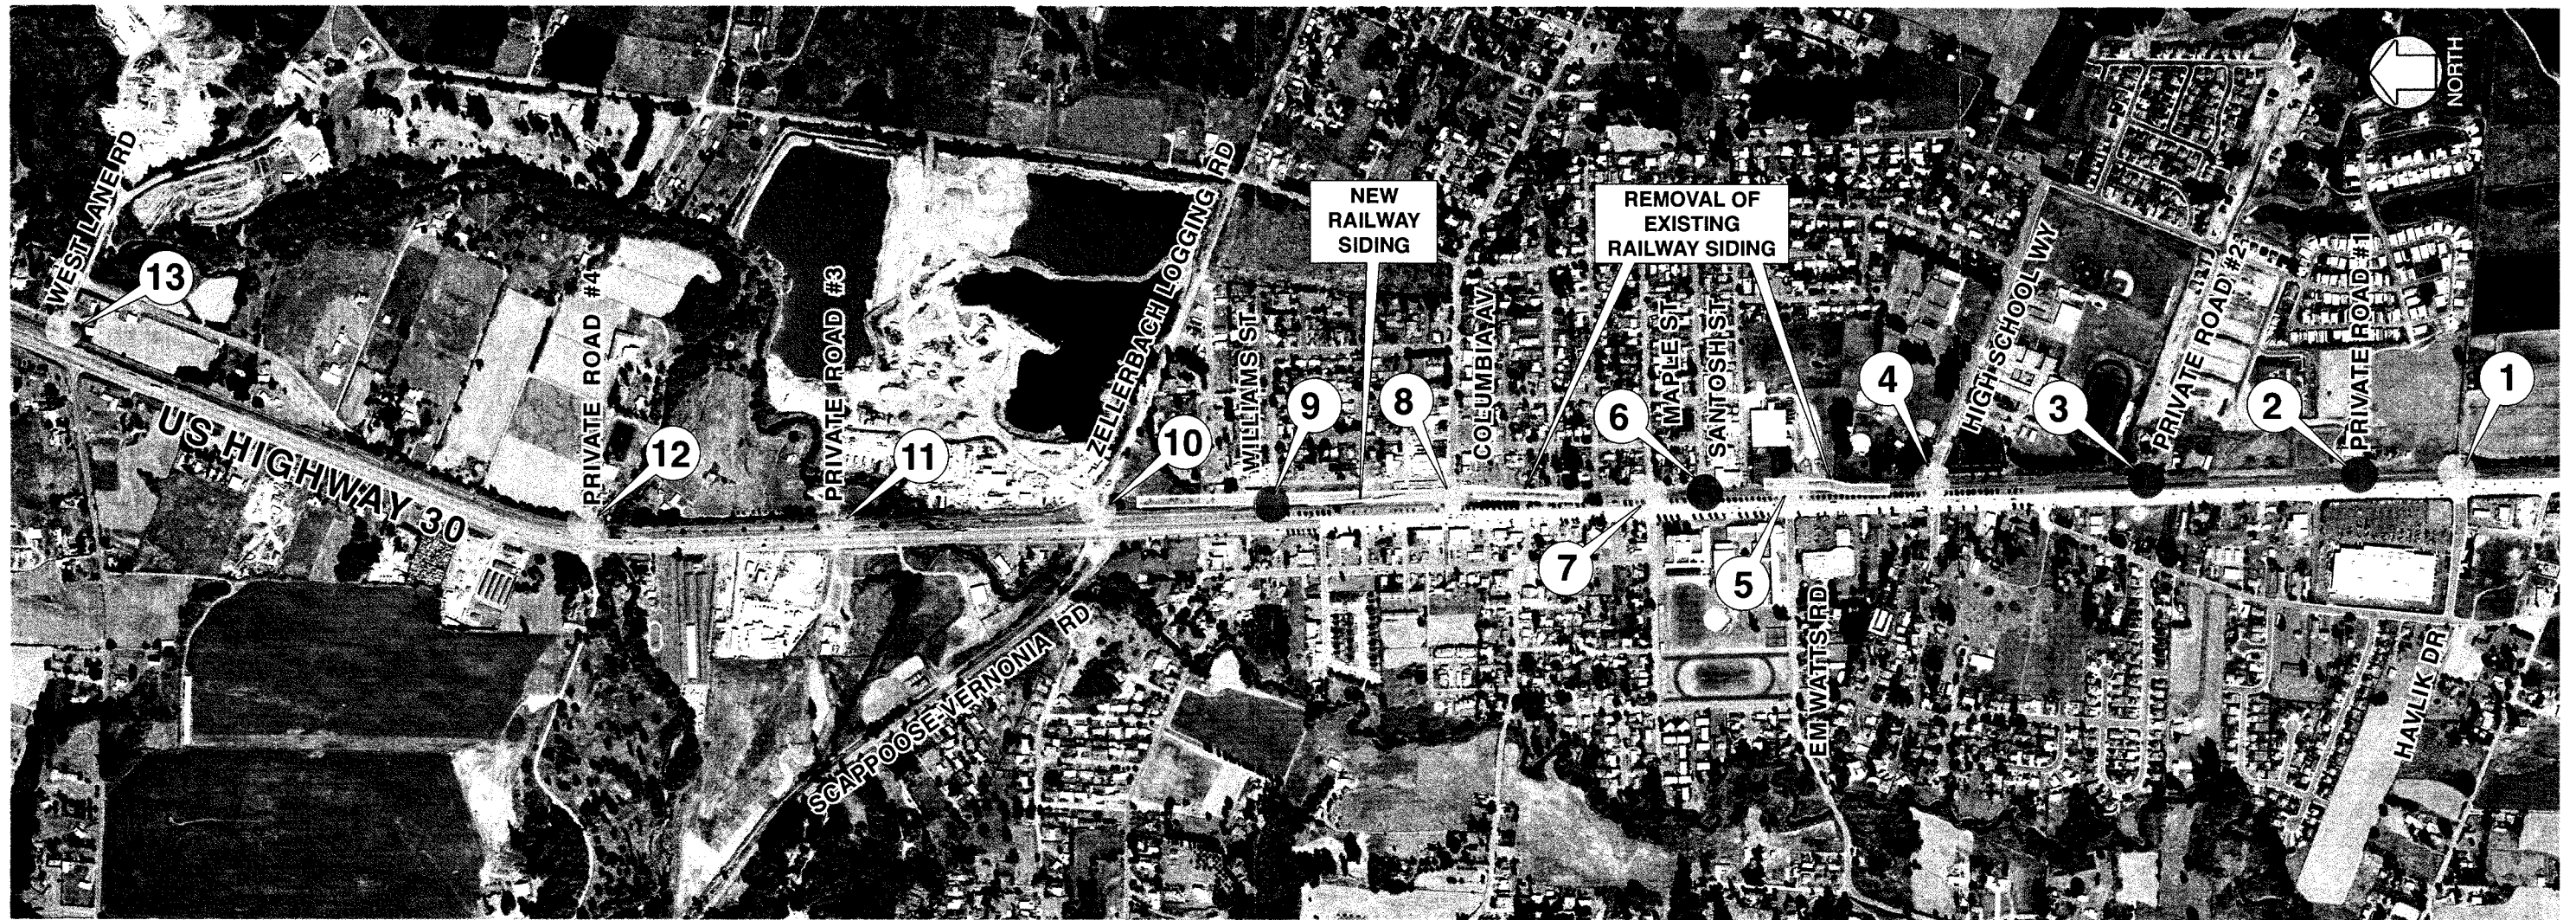 NORTH
WEST LANE RD
13
US HIGHWAY 30
PRIVATE ROAD #4
12
PRIVATE ROAD #3
11
ZELLERBACH LOGGING RD
10
SCAPPOOSE-VERNONIA RD
WILLIAMS ST
9
NEW
RAILWAY
SIDING
8
COLUMBIA AV
REMOVAL OF
EXISTING
RAILWAY SIDING
7
6
MAPLE ST
SANTOSH ST
5
EM WATTS RD
4
HIGH SCHOOL WY
3
PRIVATE ROAD #2
2
PRIVATE ROAD #1
1
HAVLIK DR